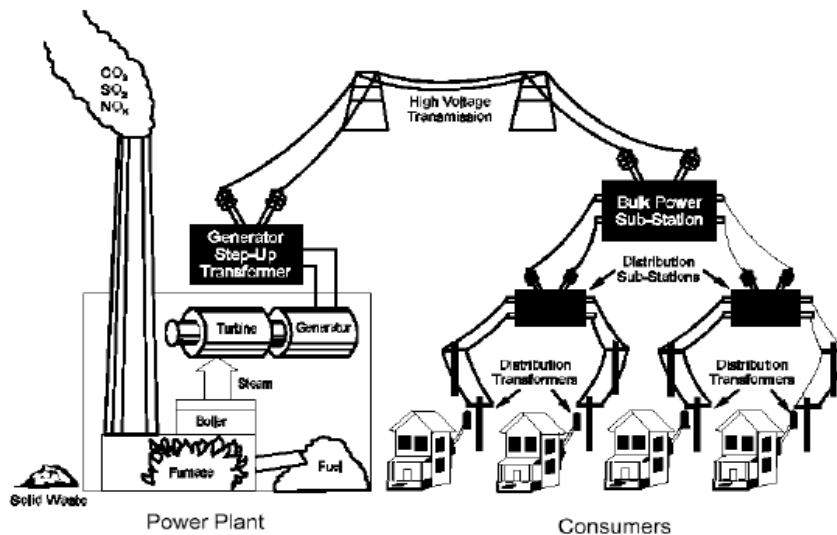 CO₂
SO₂
NOₓ
High Voltage
Transmission
Generator
Step-Up
Transformer
Bulk Power
Sub-Station
Distribution
Sub-Stations
Turbine
Generator
Steam
Boiler
Furnace
Fuel
Solid Waste
Distribution
Transformers
Distribution
Transformers
Power Plant
Consumers